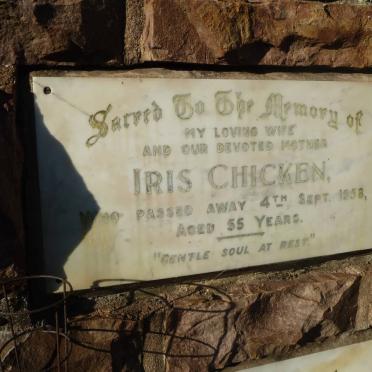 Sacred To The Memory of
MY LOVING WIFE
AND OUR DEVOTED MOTHER
IRIS CHICKEN,
WHO PASSED AWAY 4TH SEPT. 1958,
AGED 55 YEARS.
"GENTLE SOUL AT REST."